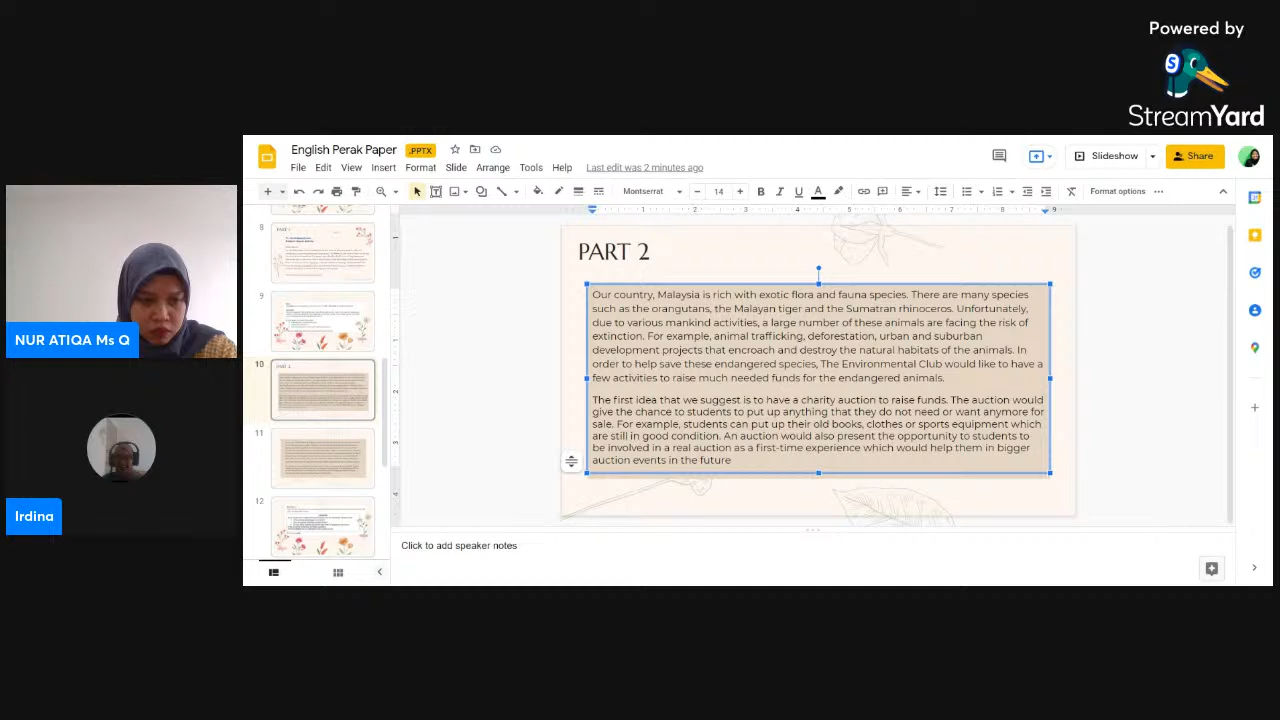 Powered by
StreamYard
English Perak Paper .PPTX
File Edit View Insert Format Slide Arrange Tools Help Last edit was 2 minutes ago
Slideshow
Share
Montserrat
14
Format options
1 2 3 4 5 6 7 8 9
8
9
10
11
12
PART 2
Our country, Malaysia is rich with exotic flora and fauna species. There are many species
such as the orangutans, the Malayan tiger and the Sumatran rhinoceros. Unfortunately,
due to various mankind activities, a large number of these animals are facing the risk of
extinction. For example, animal trafficking, deforestation, urban and suburban
development projects that encroach and destroy the natural habitats of the animals. In
order to help save these endangered species, The Environmental Club would like to have a
few activities to raise much needed funds for the endangered animals.
The first idea that we suggest is to have a charity auction to raise funds. The auction would
give the chance to students to put up anything that they do not need or want anymore for
sale. For example, students can put up their old books, clothes or sports equipment which
are still in good condition. An auction would also present the opportunity to students to
be involved in a real auction as a first-time experience which would help them in bigger
auction events in the future
Click to add speaker notes
NUR ATIQA Ms Q
Irdina